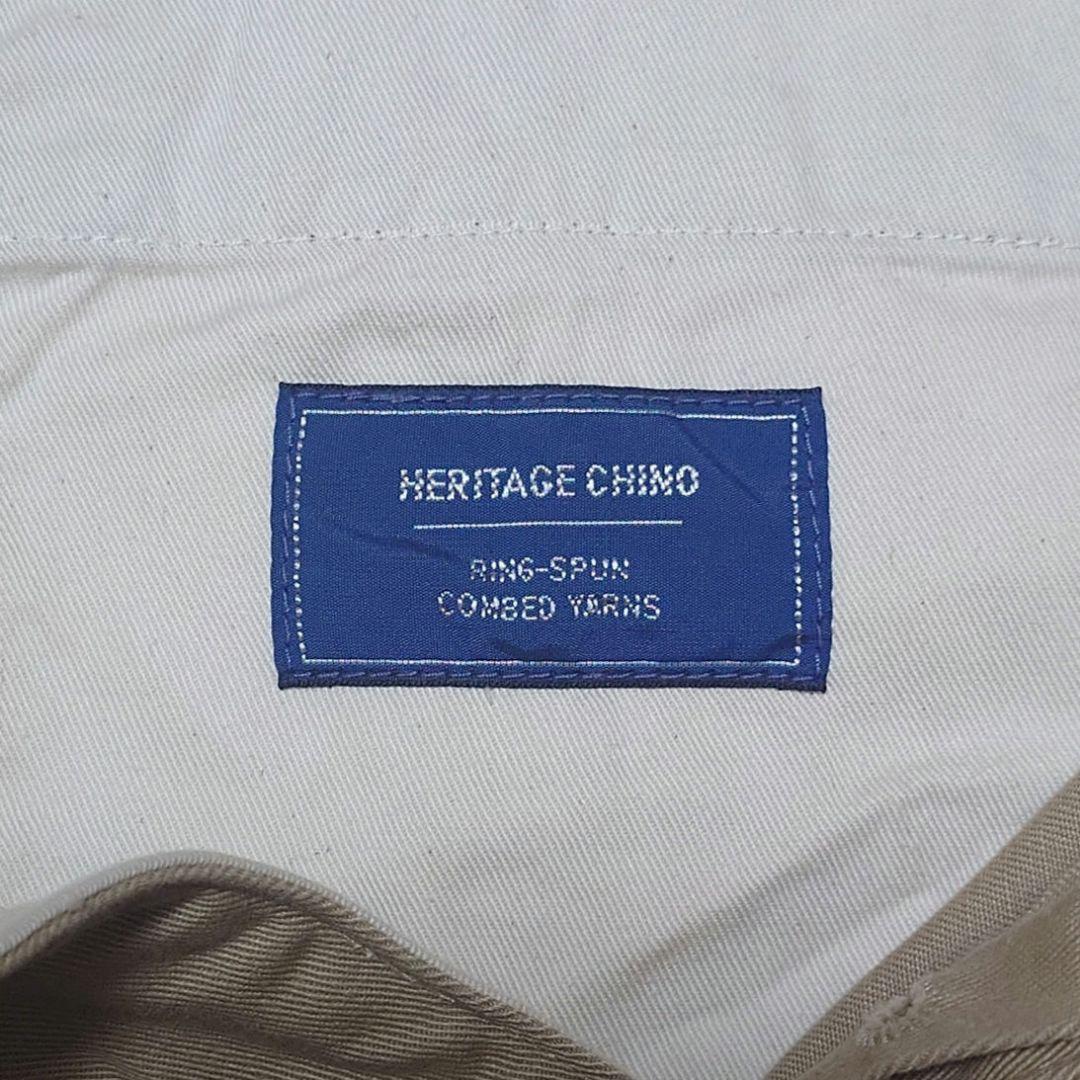 HERITAGE CHINO
RING-SPUN
COMBED YARNS